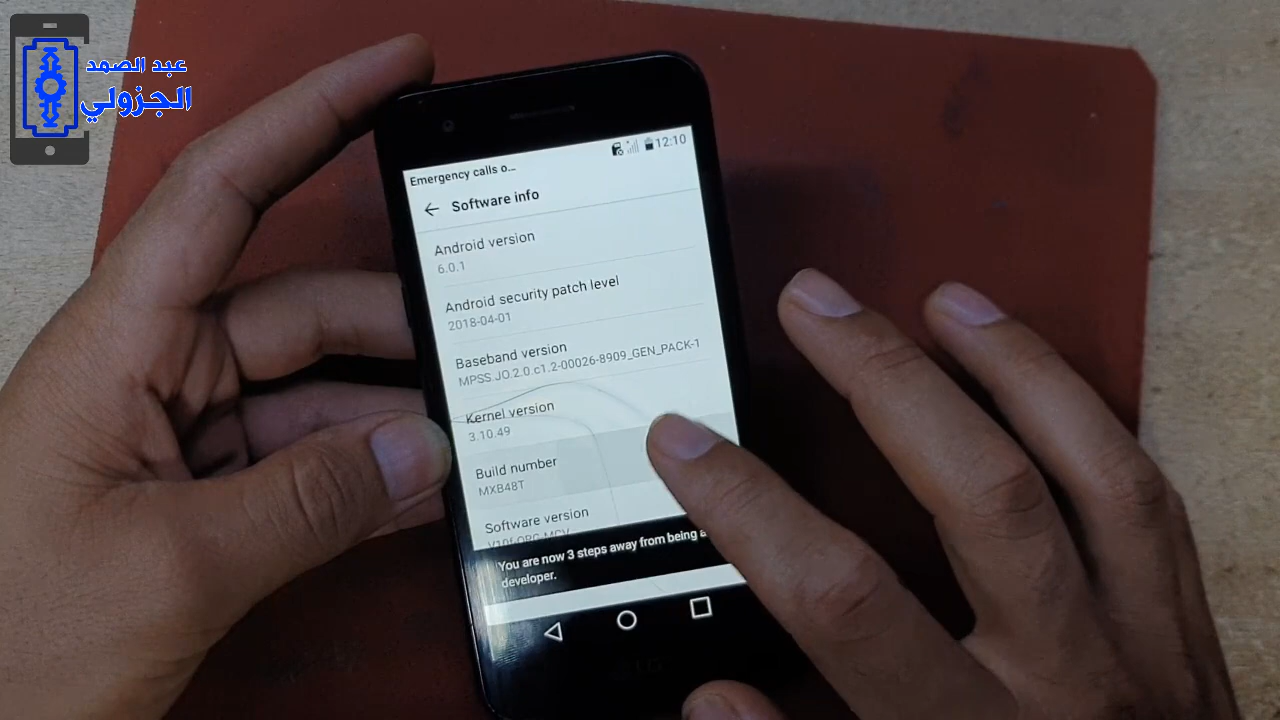 عبد الصمد
الجزولي
12:10
Emergency calls o...
Software info
Android version
6.0.1
Android security patch level
2018-04-01
Baseband version
MPSS.JO.2.0.c1.2-00026-8909_GEN_PACK-1
Kernel version
3.10.49
Build number
MXB48T
Software version
You are now 3 steps away from being a
developer.
LG